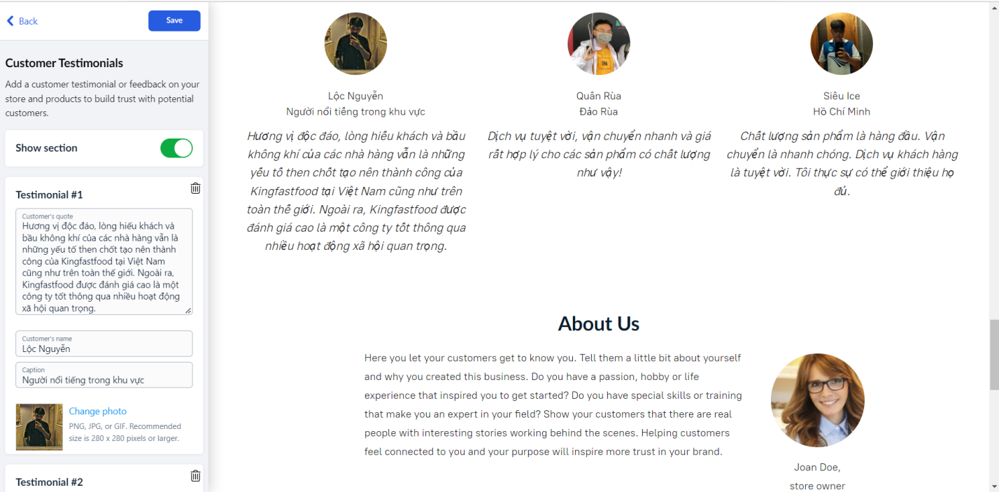 Back
Save
Customer Testimonials
Add a customer testimonial or feedback on your
store and products to build trust with potential
customers.
Show section
Testimonial #1
Customer's quote
Hương vị độc đáo, lòng hiếu khách và
bầu không khí của các nhà hàng vẫn là
những yếu tố then chốt tạo nên thành
công của Kingfastfood tại Việt Nam
cũng như trên toàn thế giới. Ngoài ra,
Kingfastfood được đánh giá cao là một
công ty tốt thông qua nhiều hoạt động
xã hội quan trọng.
Customer's name
Lộc Nguyễn
Caption
Người nổi tiếng trong khu vực
Change photo
PNG, JPG, or GIF. Recommended
size is 280 x 280 pixels or larger.
Testimonial #2
Lộc Nguyễn
Người nổi tiếng trong khu vực
Hương vị độc đáo, lòng hiếu khách và bầu
không khí của các nhà hàng vẫn là những
yếu tố then chốt tạo nên thành công của
Kingfastfood tại Việt Nam cũng như trên
toàn thế giới. Ngoài ra, Kingfastfood được
đánh giá cao là một công ty tốt thông qua
nhiều hoạt động xã hội quan trọng.
IN
Quân Rùa
Đảo Rùa
Dịch vụ tuyệt vời, vận chuyển nhanh và giá
rất hợp lý cho các sản phẩm có chất lượng
như vậy!
Siêu Ice
Hồ Chí Minh
Chất lượng sản phẩm là hàng đầu. Vận
chuyển là nhanh chóng. Dịch vụ khách hàng
là tuyệt vời. Tôi thực sự có thể giới thiệu họ
đủ.
About Us
Here you let your customers get to know you. Tell them a little bit about yourself
and why you created this business. Do you have a passion, hobby or life
experience that inspired you to get started? Do you have special skills or training
that make you an expert in your field? Show your customers that there are real
people with interesting stories working behind the scenes. Helping customers
feel connected to you and your purpose will inspire more trust in your brand.
Joan Doe,
store owner